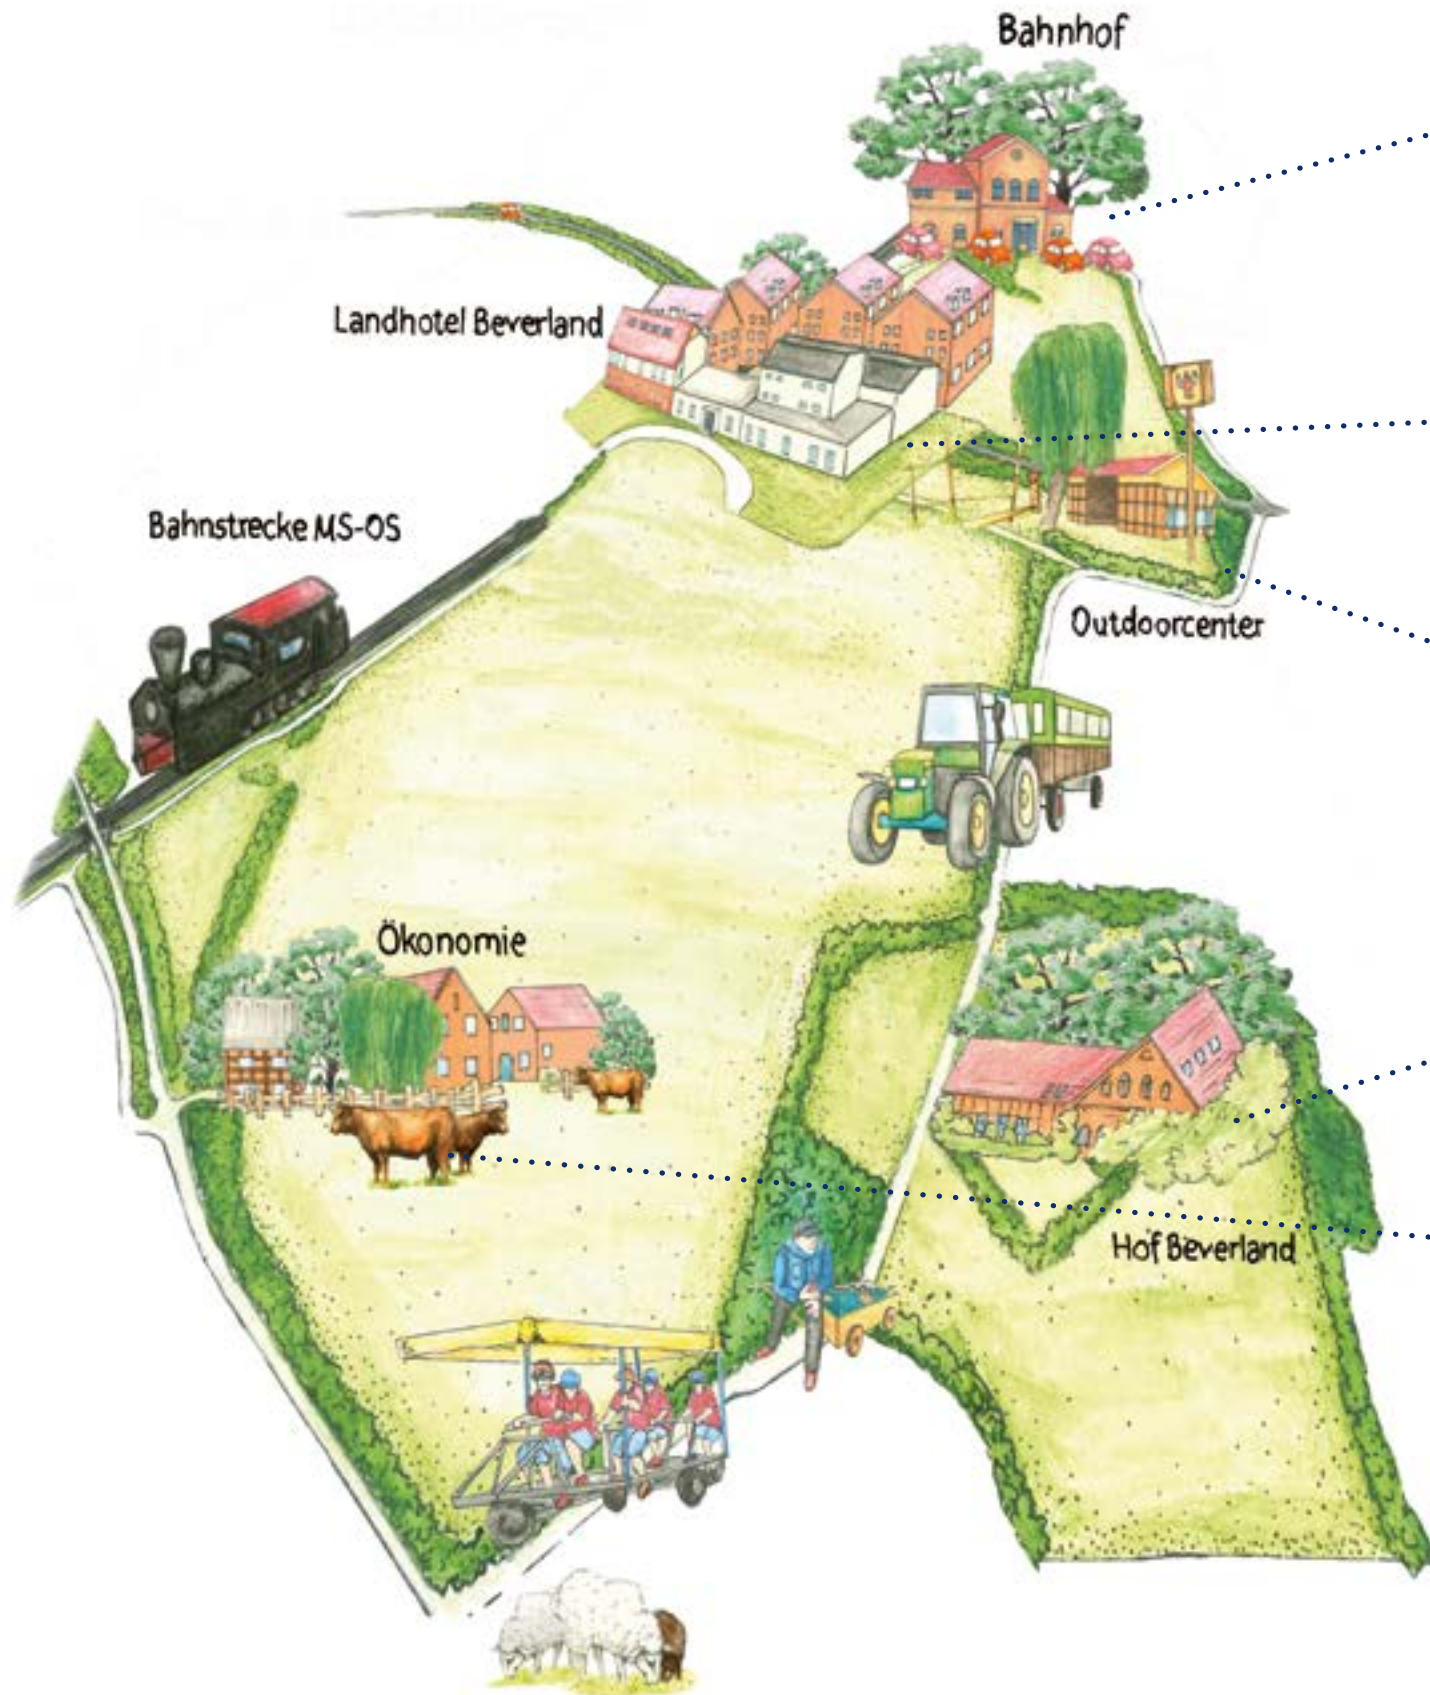 Bahnhof
Landhotel Beverland
Bahnstrecke MS-OS
Outdoorcenter
Ökonomie
Hof Beverland